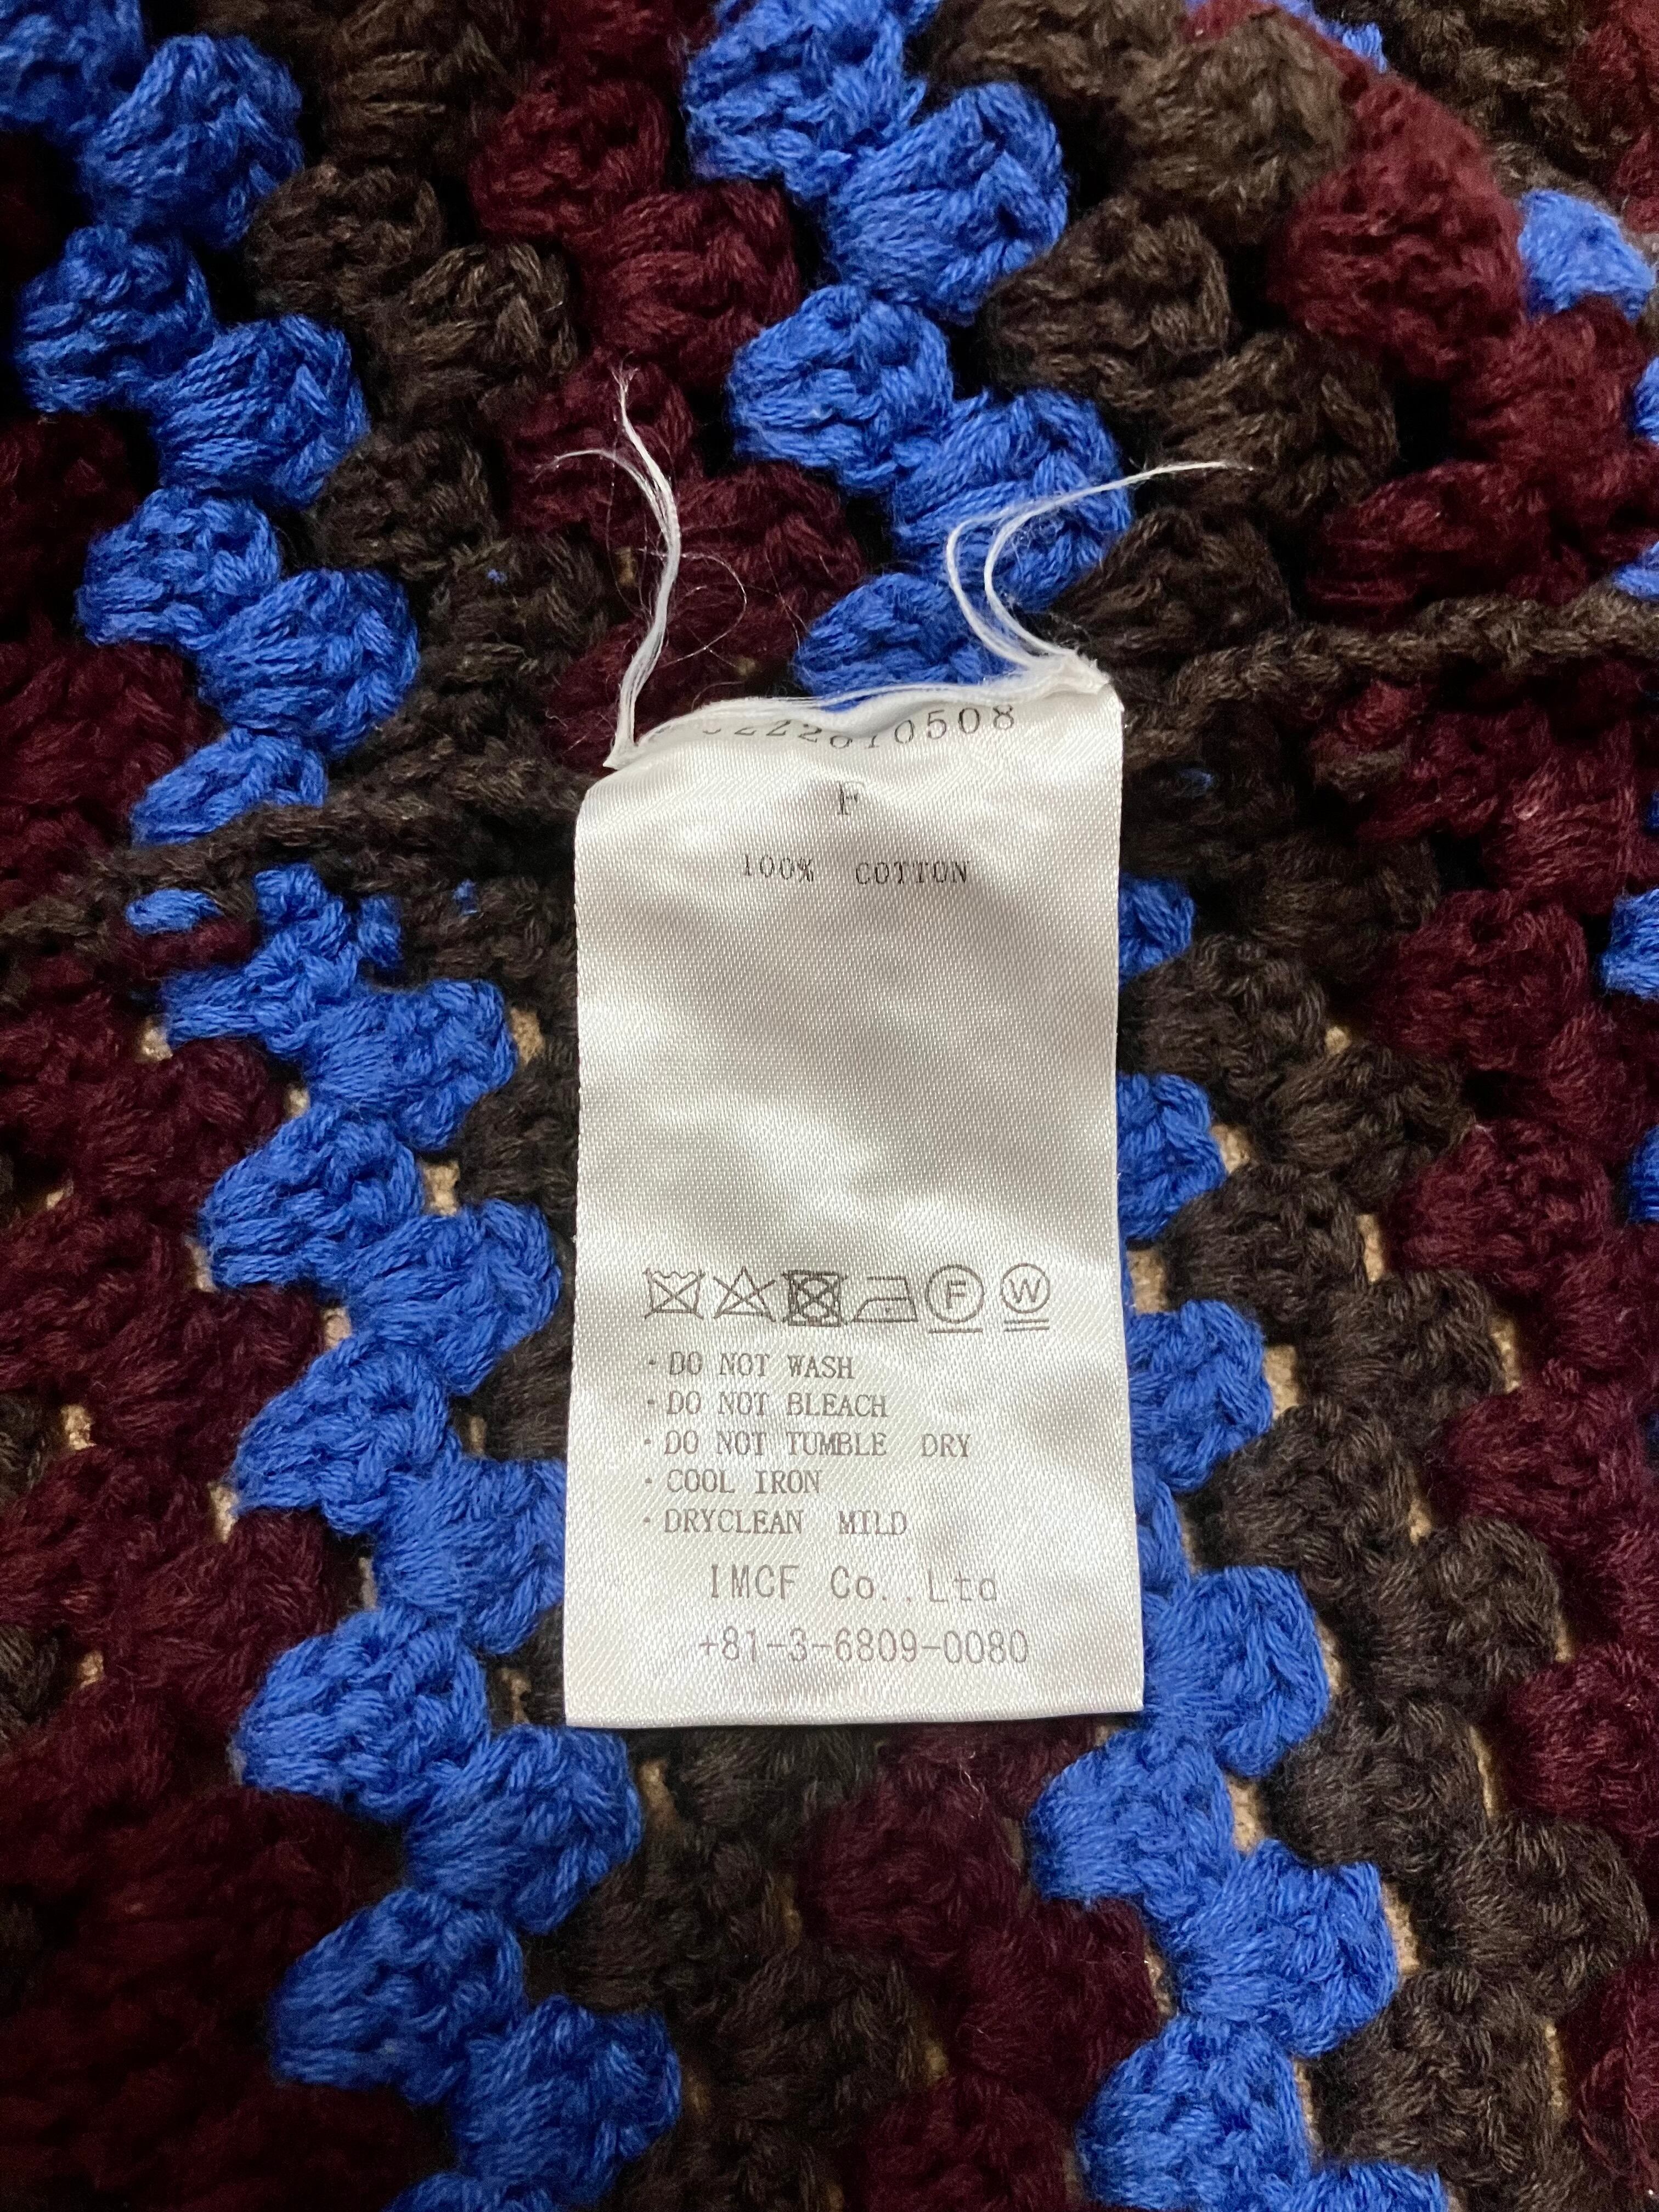 F
100% COTTON
F W
・DO NOT WASH
・DO NOT BLEACH
・DO NOT TUMBLE DRY
・COOL IRON
・DRYCLEAN MILD
IMCF Co.,Ltd
+81-3-6809-0080